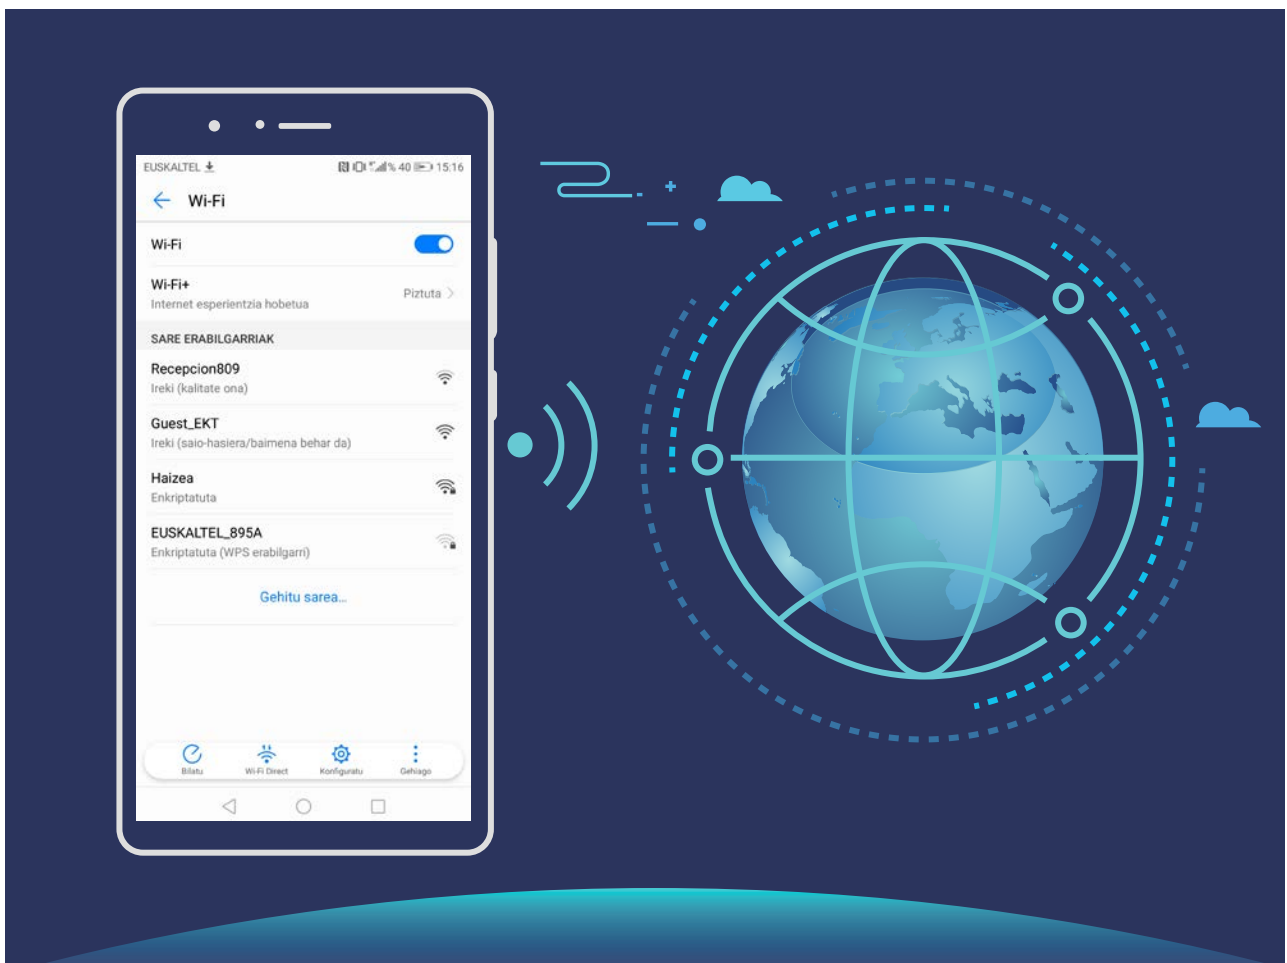 EUSKALTEL % 40 15:16
Wi-Fi
Wi-Fi
Wi-Fi+
Internet esperientzia hobetua
Piztuta
SARE ERABILGARRIAK
Recepcion809
Ireki (kalitate ona)
Guest_EKT
Ireki (saio-hasiera/baimena behar da)
Haizea
Enkriptatuta
EUSKALTEL_895A
Enkriptatuta (WPS erabilgarri)
Gehitu sarea...
Bilatu Wi-Fi Direct Konfiguratu Gehiago